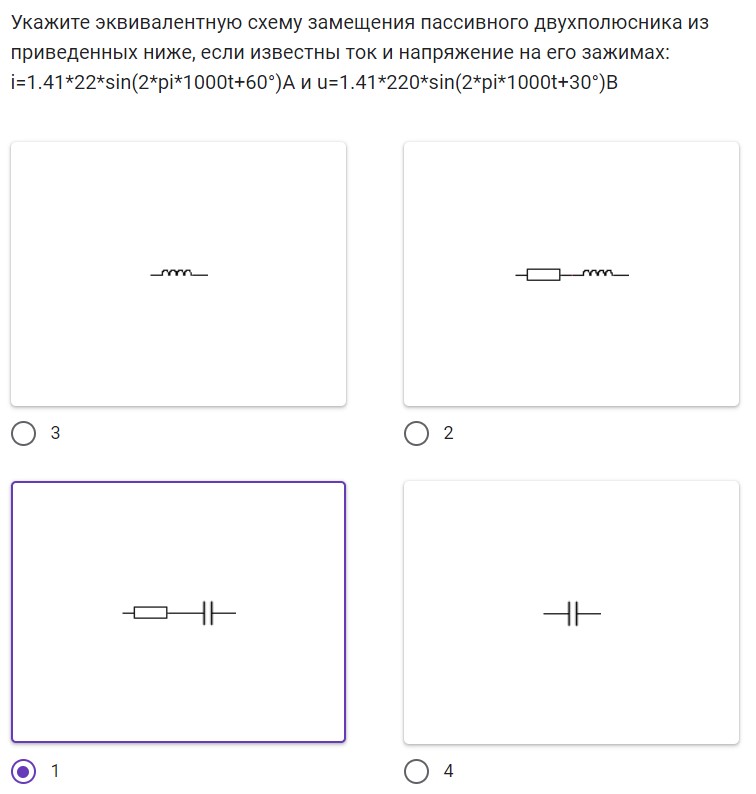 Укажите эквивалентную схему замещения пассивного двухполюсника из
приведенных ниже, если известны ток и напряжение на его зажимах:
i=1.41*22*sin(2*pi*1000t+60°)А и u=1.41*220*sin(2*pi*1000t+30°)В
3
2
1
4